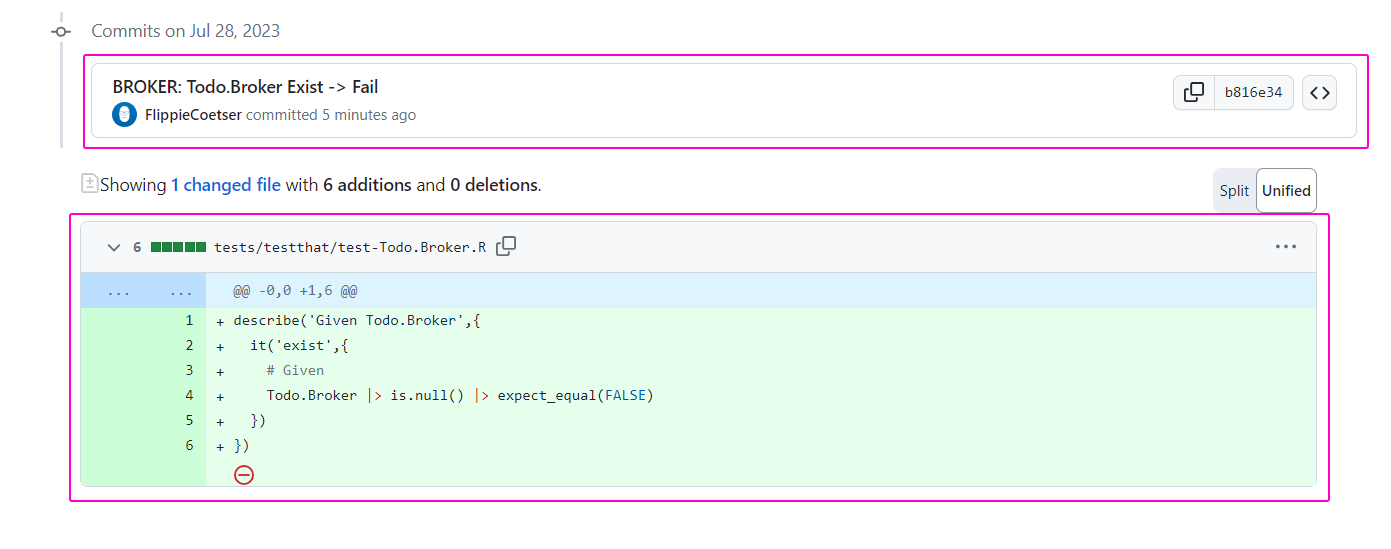 Commits on Jul 28, 2023
BROKER: Todo.Broker Exist -> Fail
FlippieCoetser committed 5 minutes ago
b816e34
Showing 1 changed file with 6 additions and 0 deletions.
Split Unified
6 tests/testthat/test-Todo.Broker.R
... ... @@ -0,0 +1,6 @@
1 + describe('Given Todo.Broker',{
2 + it('exist',{
3 + # Given
4 + Todo.Broker |> is.null() |> expect_equal(FALSE)
5 + })
6 + })